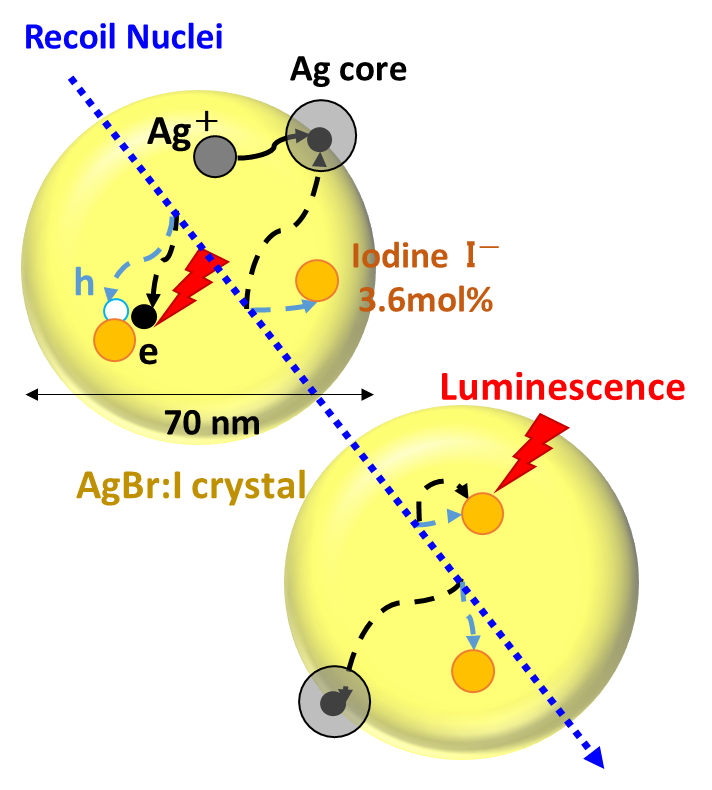 Recoil Nuclei
Ag core
Ag⁺
Iodine I⁻
3.6mol%
h
e
70 nm
Luminescence
AgBr:I crystal